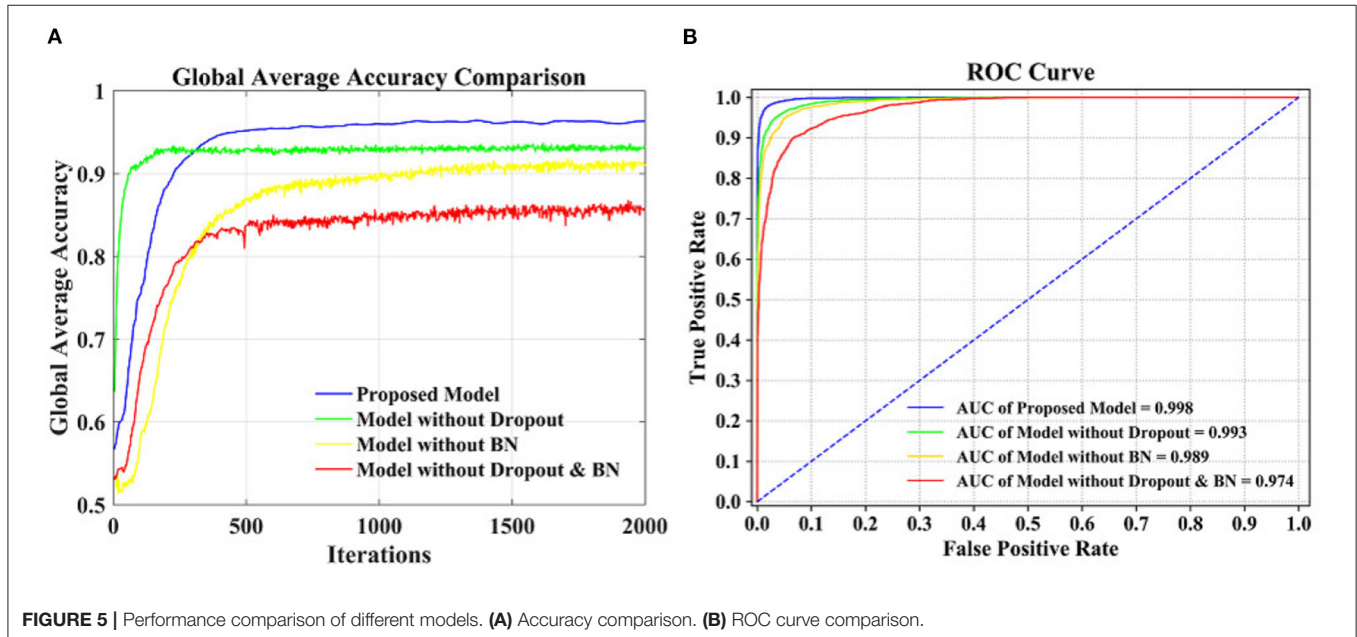 A
Global Average Accuracy Comparison
Global Average Accuracy
1
0.9
0.8
0.7
0.6
0.5
0
500
1000
1500
2000
Iterations
Proposed Model
Model without Dropout
Model without BN
Model without Dropout & BN
B
ROC Curve
True Positive Rate
1.0
0.9
0.8
0.7
0.6
0.5
0.4
0.3
0.2
0.1
0.0
0.0 0.1 0.2 0.3 0.4 0.5 0.6 0.7 0.8 0.9 1.0
False Positive Rate
AUC of Proposed Model = 0.998
AUC of Model without Dropout = 0.993
AUC of Model without BN = 0.989
AUC of Model without Dropout & BN = 0.974
FIGURE 5 | Performance comparison of different models. (A) Accuracy comparison. (B) ROC curve comparison.